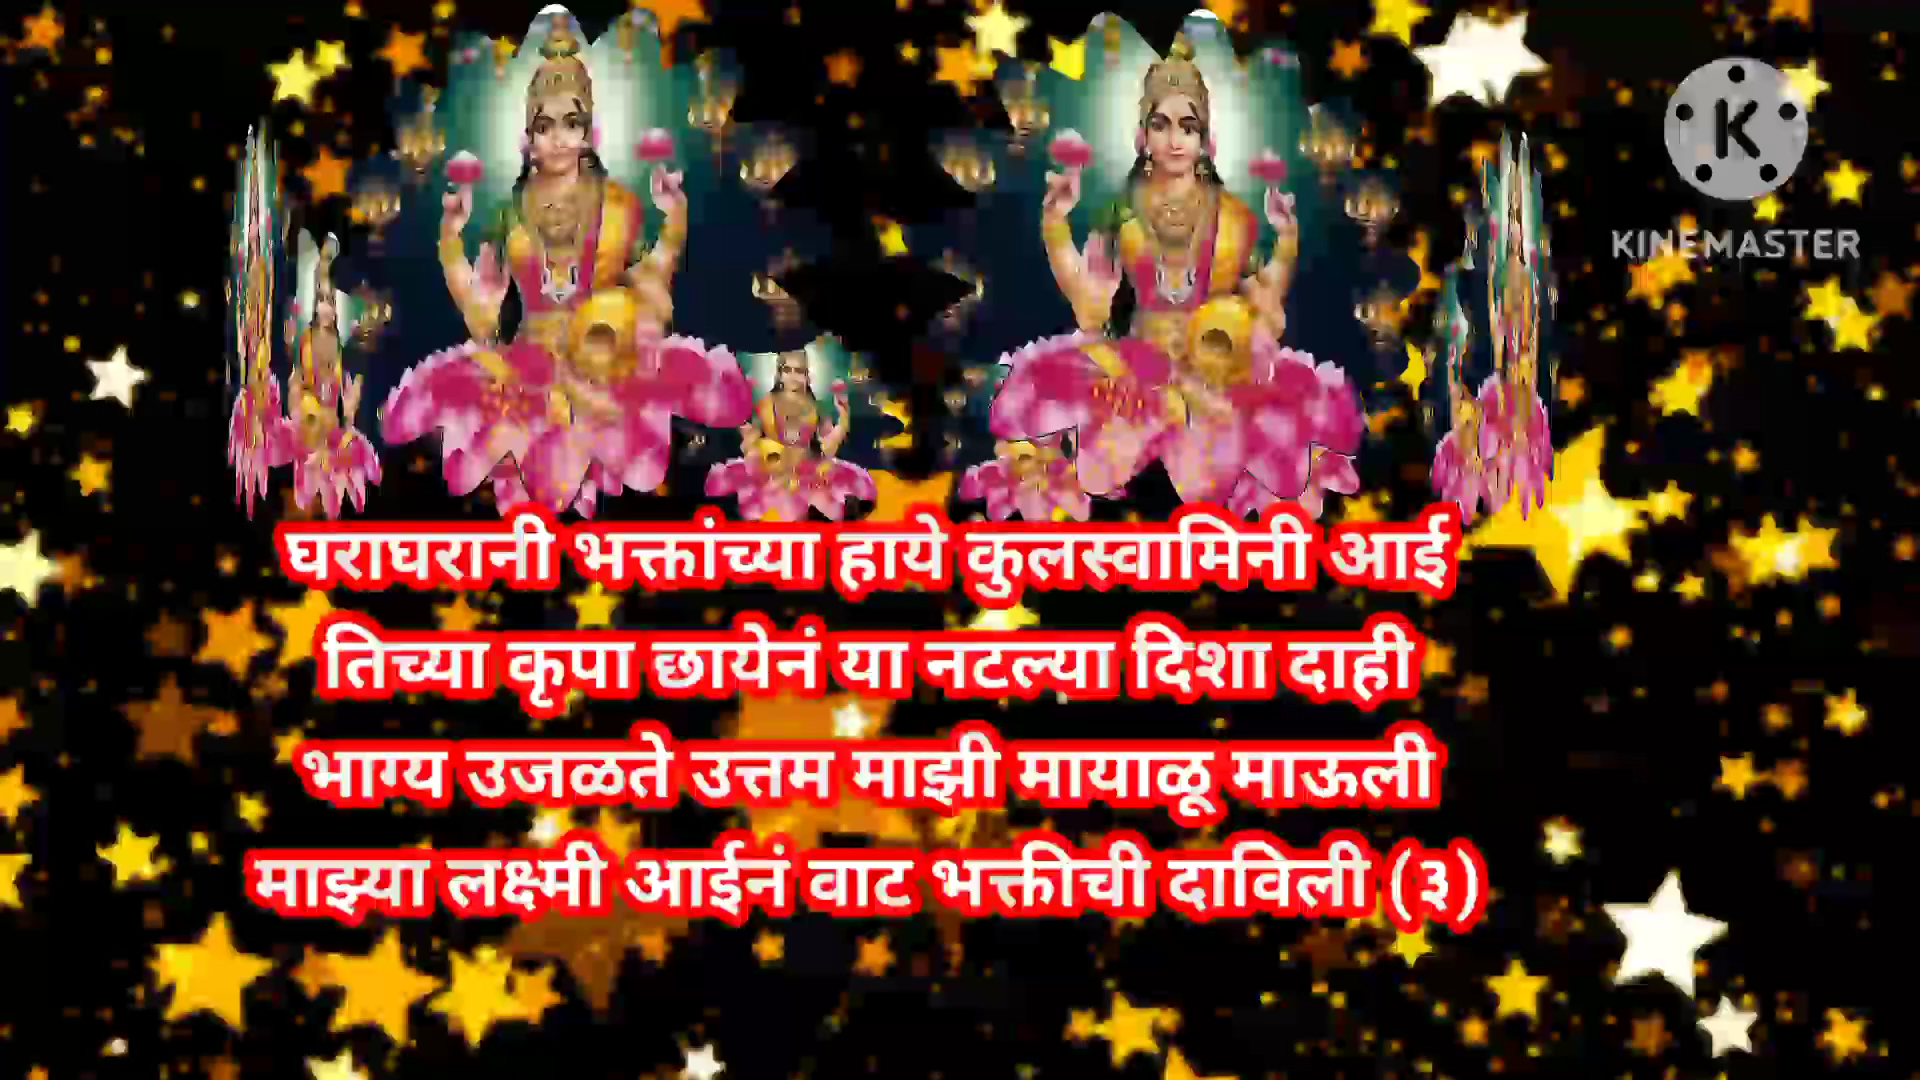 K
KINEMASTER
घराघरानी भक्तांच्या हाये कुलस्वामिनी आई
तिच्या कृपा छायेनं या नटल्या दिशा दाही
भाग्य उजळते उत्तम माझी मायाळू माऊली
माझ्या लक्ष्मी आईनं वाट भक्तीची दाविली (३)